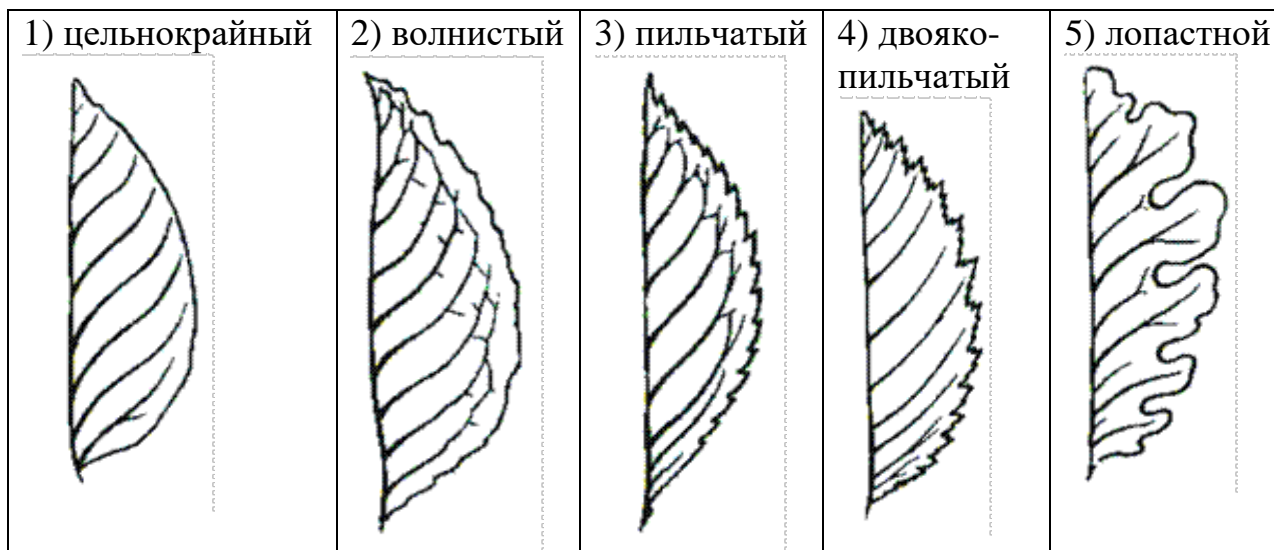 1) цельнокрайный
2) волнистый
3) пильчатый
4) двояко-
пильчатый
5) лопастной